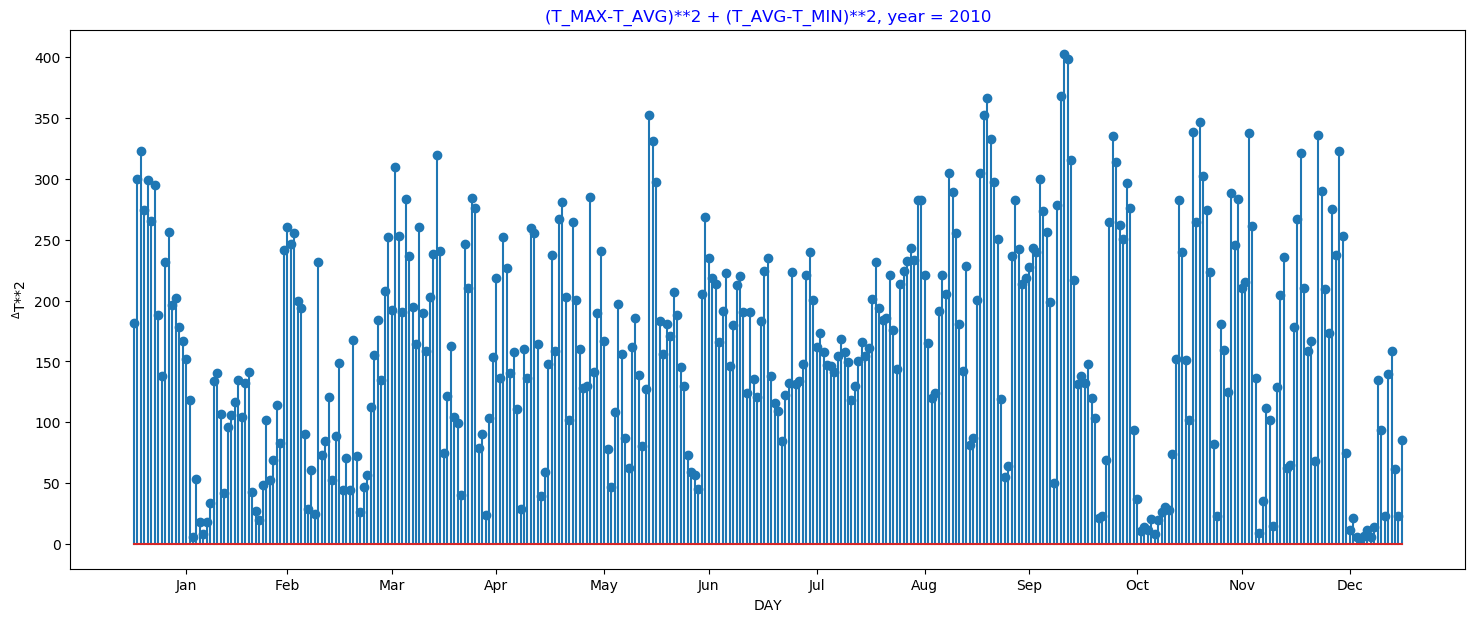 (T_MAX-T_AVG)**2 + (T_AVG-T_MIN)**2, year = 2010
400
350
300
250
200
150
100
50
0
ΔT**2
Jan Feb Mar Apr May Jun Jul Aug Sep Oct Nov Dec
DAY